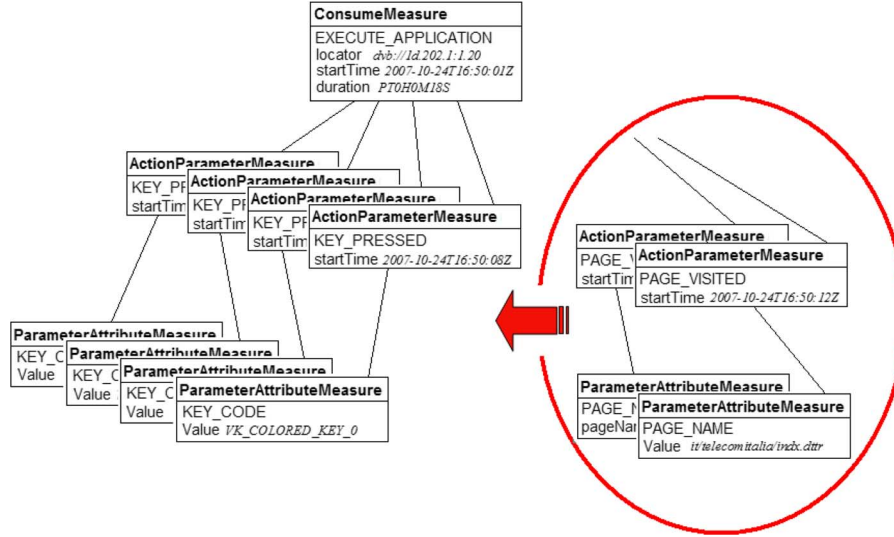 ConsumeMeasure
EXECUTE_APPLICATION
locator dvb://1d.202.1:1.20
startTime 2007-10-24T16:50:01Z
duration PT0H0M18S
ActionParameterMeasure
KEY_PR
startTim
ActionParameterMeasure
KEY_PR
startTim
ActionParameterMeasure
KEY_PR
startTim
ActionParameterMeasure
KEY_PRESSED
startTime 2007-10-24T16:50:08Z
ParameterAttributeMeasure
KEY_C
Value
ParameterAttributeMeasure
KEY_C
Value
ParameterAttributeMeasure
KEY_C
Value
ParameterAttributeMeasure
KEY_CODE
Value VK_COLORED_KEY_0
ActionParameterMeasure
PAGE_V
startTim
ActionParameterMeasure
PAGE_VISITED
startTime 2007-10-24T16:50:12Z
ParameterAttributeMeasure
PAGE_N
pageNar
ParameterAttributeMeasure
PAGE_NAME
Value it/telecomitalia/indx.dttr